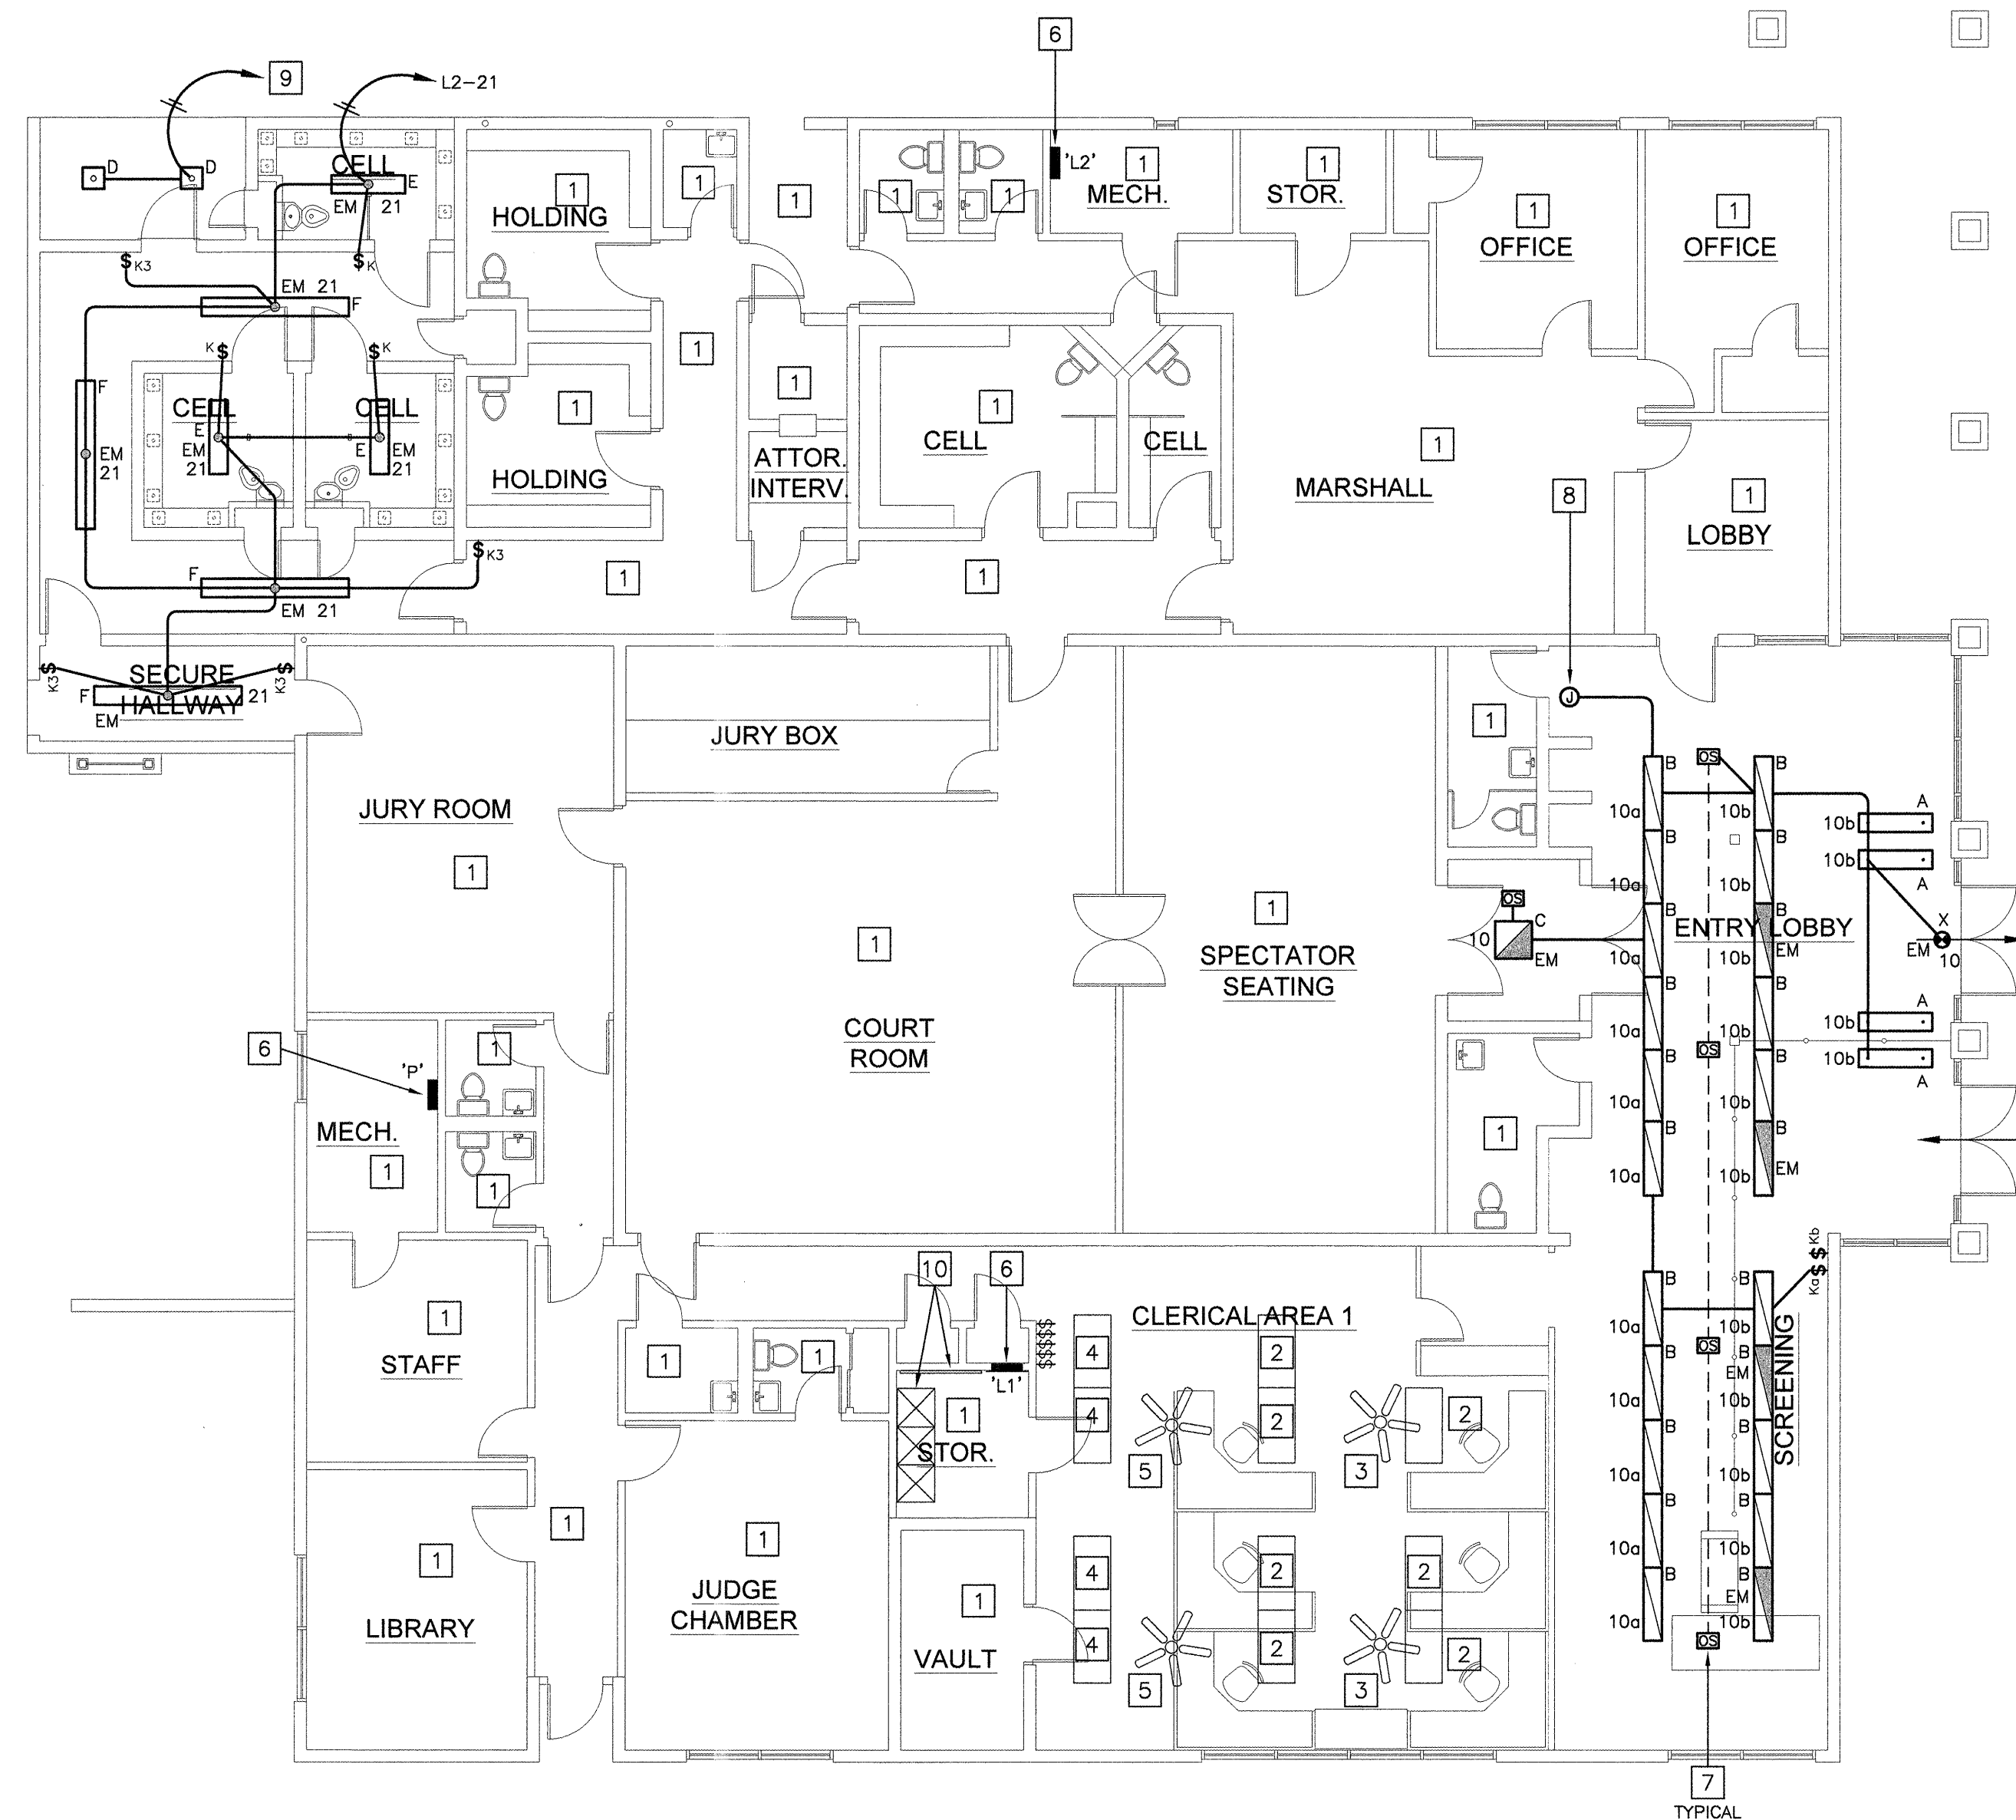 6
9
L2-21
D
D
CELL
E
EM 21
$K3
$K
1
HOLDING
1
1
1
1
'L2'
1
MECH.
1
STOR.
1
OFFICE
1
OFFICE
EM 21
F
K$
$K
F
EM
21
CELL
E
EM
21
CELL
E
EM
21
1
HOLDING
1
1
ATTOR.
INTERV.
1
CELL
CELL
1
MARSHALL
8
1
LOBBY
F
EM 21
$K3
1
1
$
K3
SECURE
HALLWAY
F
EM
21
$
K3
JURY BOX
1
J
JURY ROOM
1
OS
B
B
10a
10b
A
10b
B
B
10b
A
10a
10b
1
COURT
ROOM
1
SPECTATOR
SEATING
OS
C
10
EM
B
B
ENTRY LOBBY
EM
10a
10b
X
EM
10
B
B
10a
10b
A
10b
OS
10b
A
B
B
10a
10b
B
B
EM
10a
10b
6
'P'
MECH.
1
1
1
1
1
STAFF
1
1
10
6
$$$$$
'L1'
1
STOR.
CLERICAL AREA 1
4
4
2
2
2
5
3
Kb
$
Ka$
B
B
10a
10b
OS
B
B
EM
10a
10b
SCREENING
B
B
10a
10b
B
B
10a
10b
B
B
EM
10a
10b
OS
1
LIBRARY
1
1
JUDGE
CHAMBER
1
VAULT
4
4
2
2
2
2
5
3
7
TYPICAL